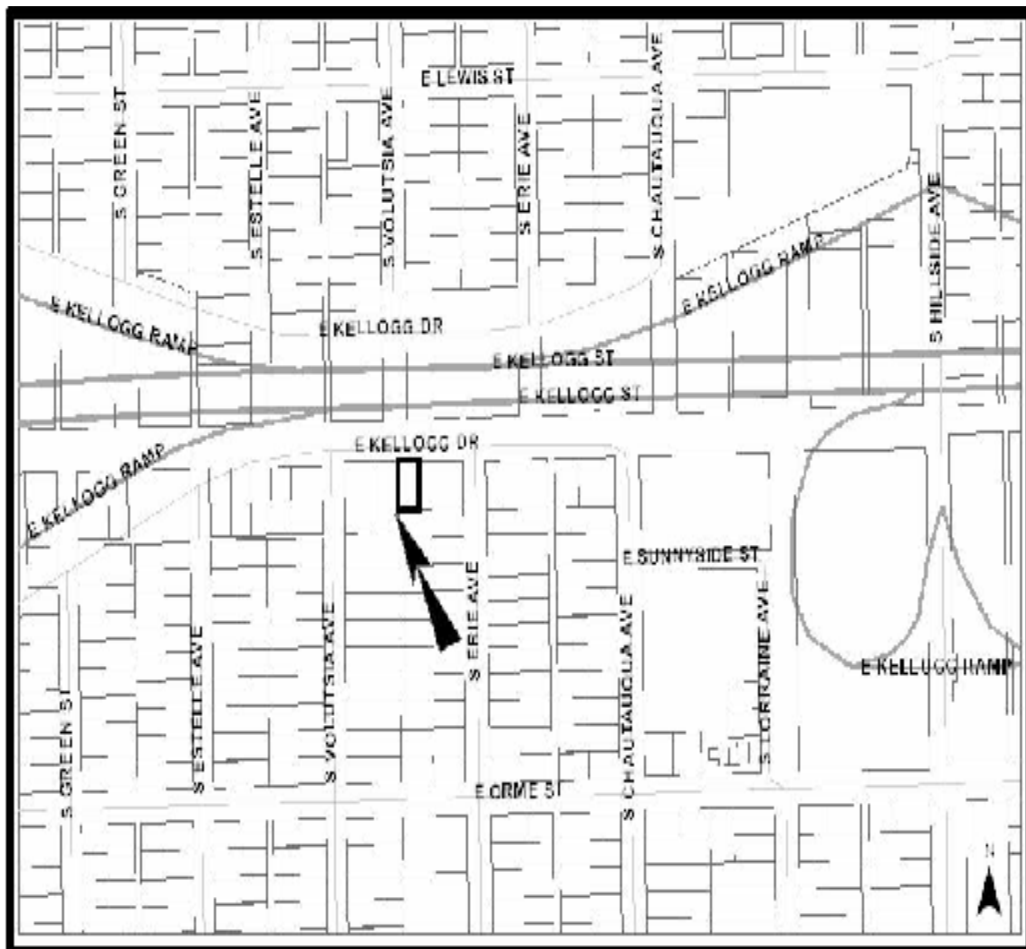 E LEWIS ST
S GREEN ST
S ESTELLE AVE
S VOLUTSIA AVE
S ERIE AVE
S CHAUTAUQUA AVE
S HILLSIDE AVE
E KELLOGG RAMP
E KELLOGG DR
E KELLOGG RAMP
E KELLOGG ST
E KELLOGG ST
E KELLOGG DR
E KELLOGG RAMP
E SUNNYSIDE ST
S GREEN ST
S ESTELLE AVE
S VOLUTSIA AVE
S ERIE AVE
S CHAUTAUQUA AVE
S LORRAINE AVE
E KELLOGG RAMP
E ORME ST
N